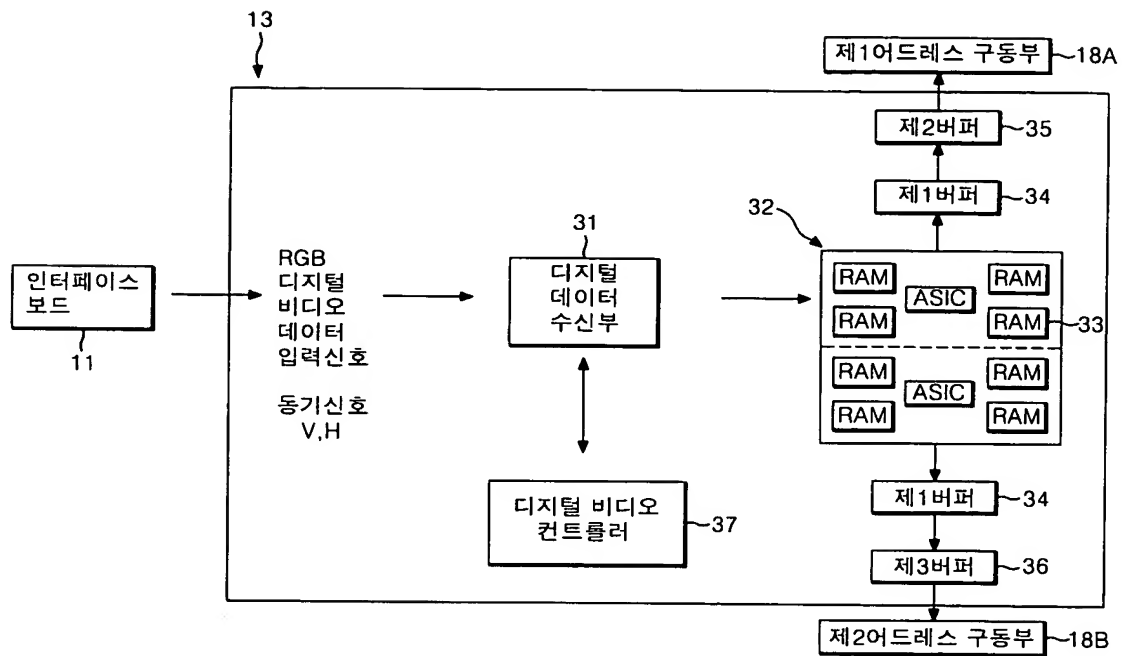 13
제1어드레스 구동부
18A
제2버퍼
35
제1버퍼
34
32
31
인터페이스
보드
11
RGB
디지털
비디오
데이터
입력신호
동기신호
V,H
디지털
데이터
수신부
RAM
RAM
ASIC
RAM
RAM
33
RAM
RAM
ASIC
RAM
RAM
디지털 비디오
컨트롤러
37
제1버퍼
34
제3버퍼
36
제2어드레스 구동부
18B